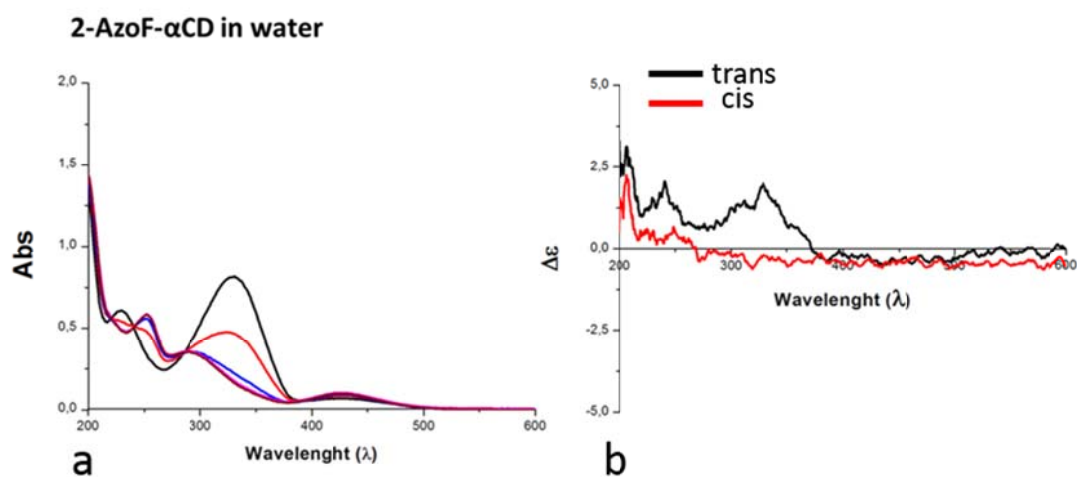 2-AzoF-αCD in water
2,0
1,5
1,0
0,5
0,0
Abs
200 300 400 500 600
Wavelenght (λ)
a
trans
cis
5,0
2,5
0,0
-2,5
-5,0
Δε
200 300 400 500 600
Wavelenght (λ)
b